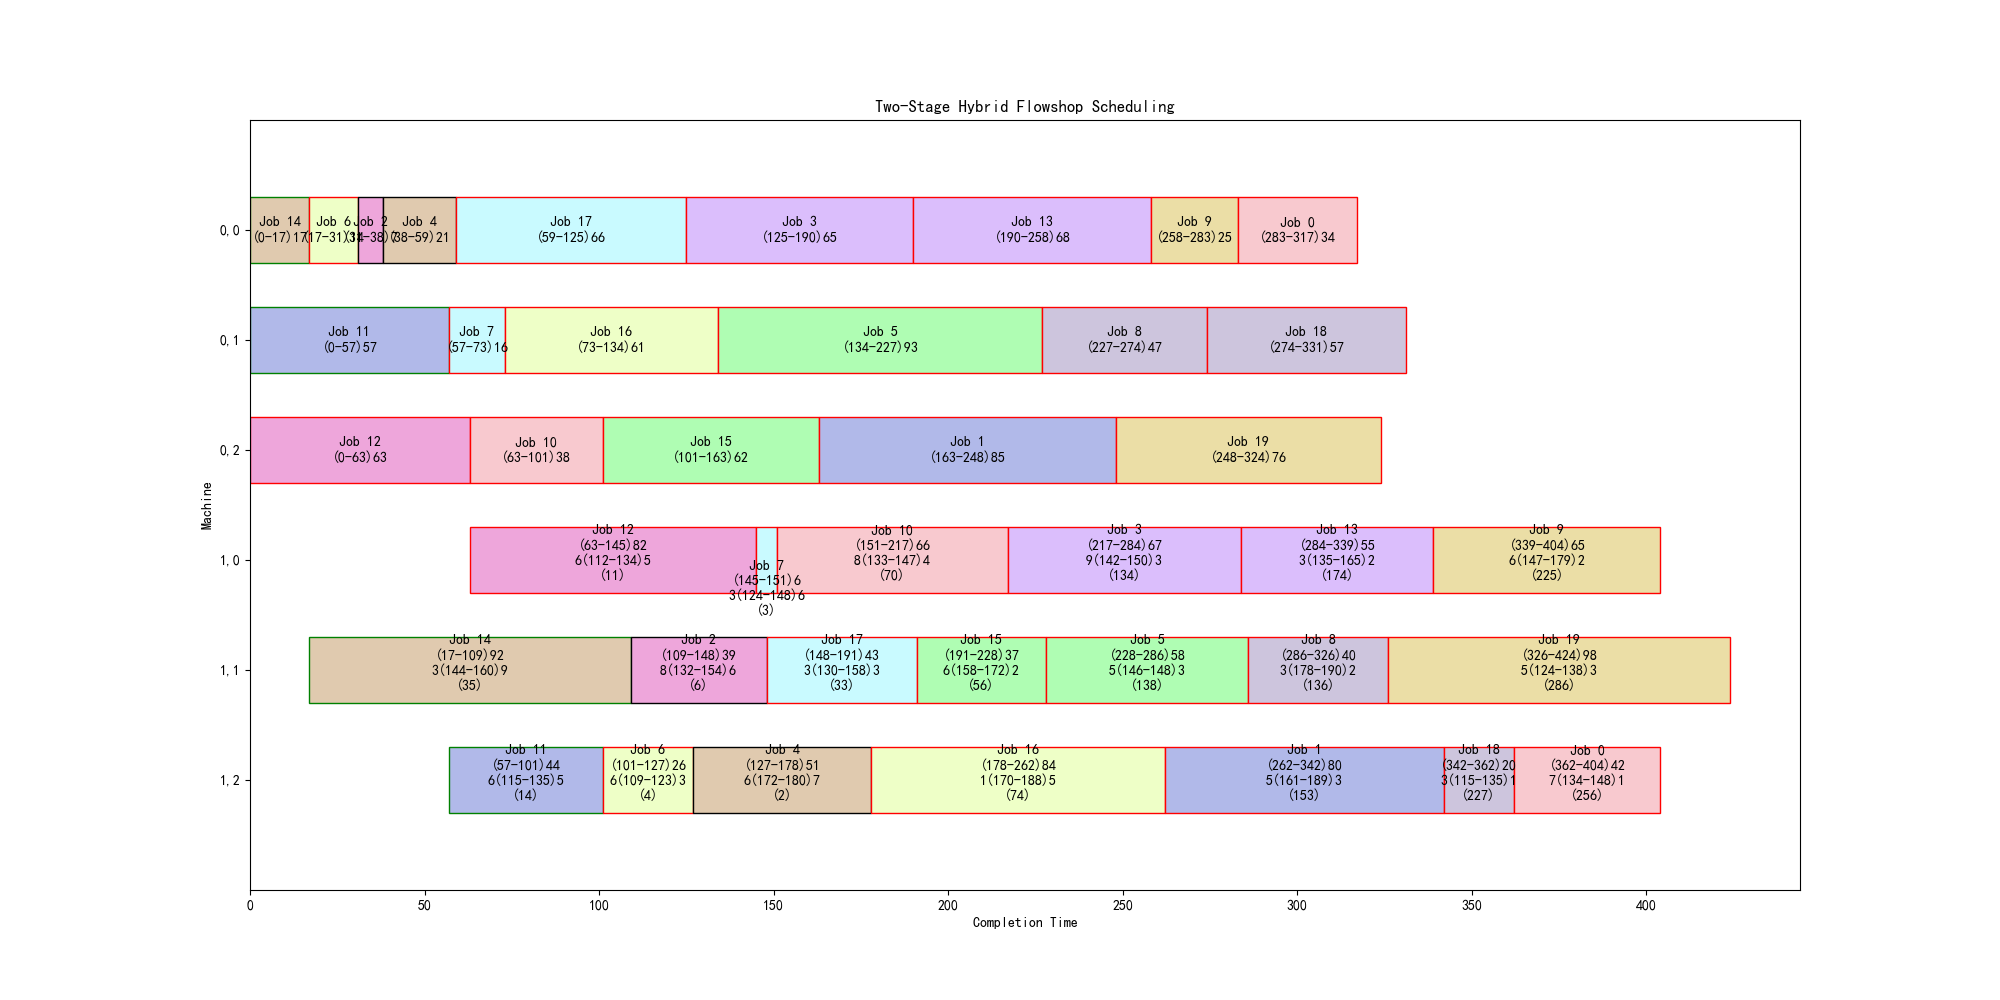 Two-Stage Hybrid Flowshop Scheduling
Machine
0,0
Job 14
(0-17)17
Job 6
(17-31)14
Job 2
(31-38)7
Job 4
(38-59)21
Job 17
(59-125)66
Job 3
(125-190)65
Job 13
(190-258)68
Job 9
(258-283)25
Job 0
(283-317)34
0,1
Job 11
(0-57)57
Job 7
(57-73)16
Job 16
(73-134)61
Job 5
(134-227)93
Job 8
(227-274)47
Job 18
(274-331)57
0,2
Job 12
(0-63)63
Job 10
(63-101)38
Job 15
(101-163)62
Job 1
(163-248)85
Job 19
(248-324)76
1,0
Job 12
(63-145)82
6(112-134)5
(11)
Job 7
(145-151)6
3(124-148)6
(3)
Job 10
(151-217)66
8(133-147)4
(70)
Job 3
(217-284)67
9(142-150)3
(134)
Job 13
(284-339)55
3(135-165)2
(174)
Job 9
(339-404)65
6(147-179)2
(225)
1,1
Job 14
(17-109)92
3(144-160)9
(35)
Job 2
(109-148)39
8(132-154)6
(6)
Job 17
(148-191)43
3(130-158)3
(33)
Job 15
(191-228)37
6(158-172)2
(56)
Job 5
(228-286)58
5(146-148)3
(138)
Job 8
(286-326)40
3(178-190)2
(136)
Job 19
(326-424)98
5(124-138)3
(286)
1,2
Job 11
(57-101)44
6(115-135)5
(14)
Job 6
(101-127)26
6(109-123)3
(4)
Job 4
(127-178)51
6(172-180)7
(2)
Job 16
(178-262)84
1(170-188)5
(74)
Job 1
(262-342)80
5(161-189)3
(153)
Job 18
(342-362)20
3(115-135)1
(227)
Job 0
(362-404)42
7(134-148)1
(256)
0 50 100 150 200 250 300 350 400
Completion Time